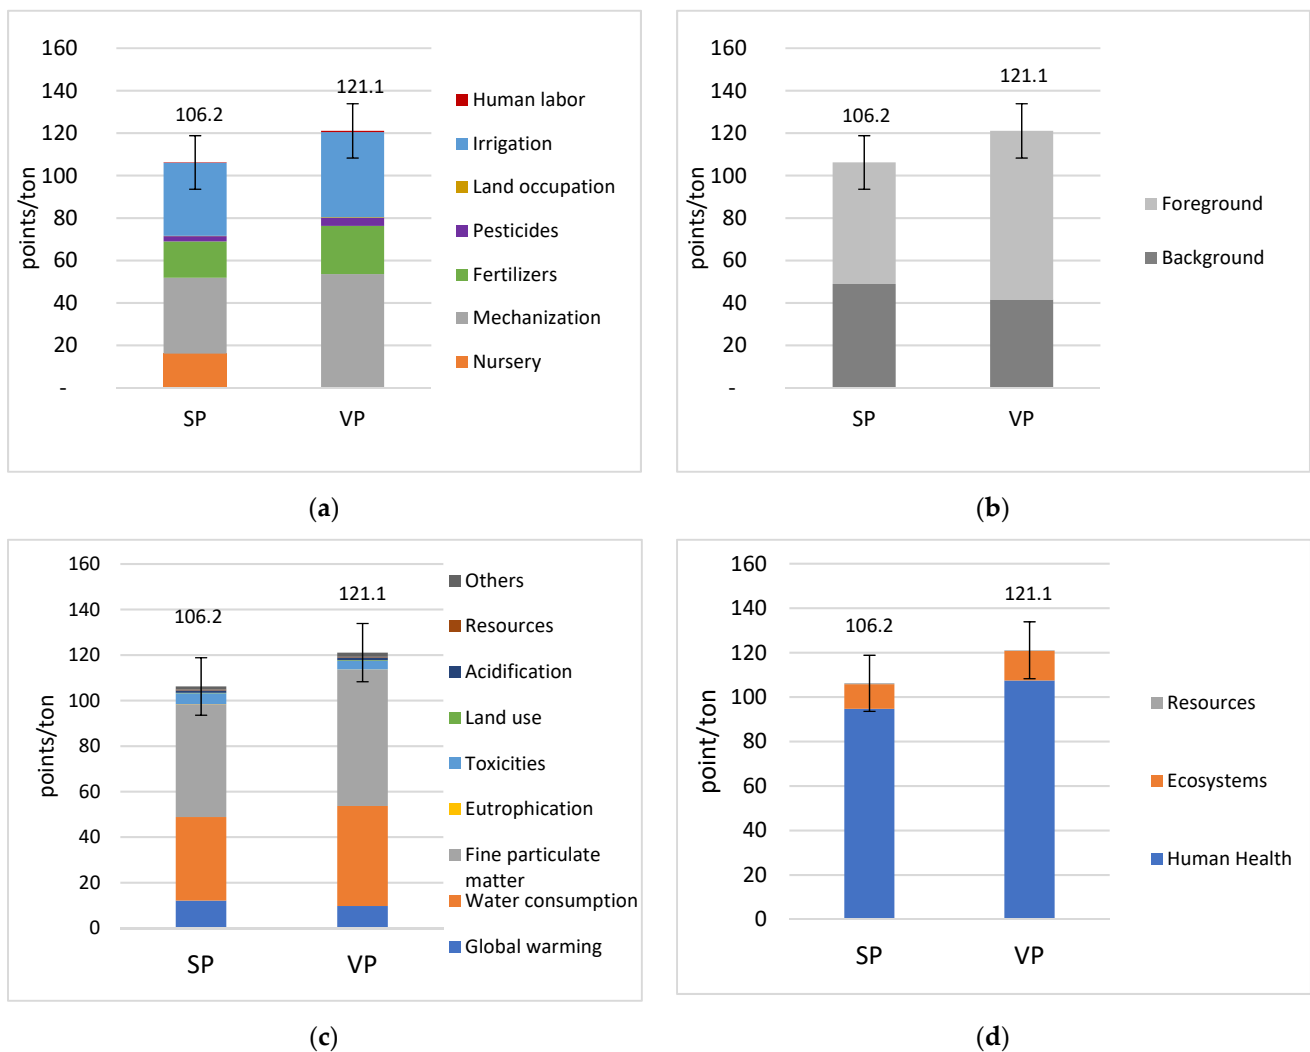 160
140
120
100
80
60
40
20
-
points/ton
106.2
121.1
SP
VP
Human labor
Irrigation
Land occupation
Pesticides
Fertilizers
Mechanization
Nursery
(a)
160
140
120
100
80
60
40
20
-
points/ton
106.2
121.1
SP
VP
Foreground
Background
(b)
160
140
120
100
80
60
40
20
0
points/ton
106.2
121.1
SP
VP
Others
Resources
Acidification
Land use
Toxicities
Eutrophication
Fine particulate
matter
Water consumption
Global warming
(c)
160
140
120
100
80
60
40
20
0
point/ton
106.2
121.1
SP
VP
Resources
Ecosystems
Human Health
(d)